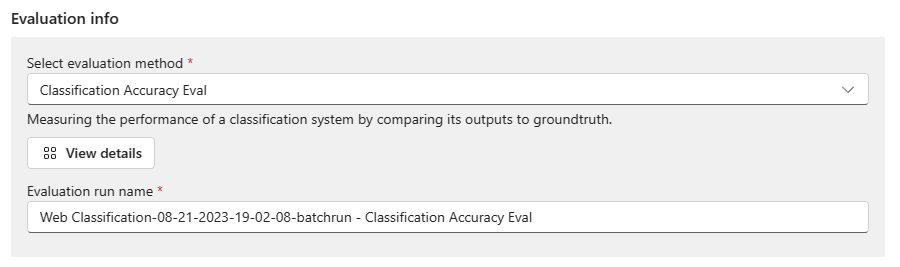 Evaluation info
Select evaluation method *
Classification Accuracy Eval
Measuring the performance of a classification system by comparing its outputs to groundtruth.
View details
Evaluation run name *
Web Classification-08-21-2023-19-02-08-batchrun - Classification Accuracy Eval